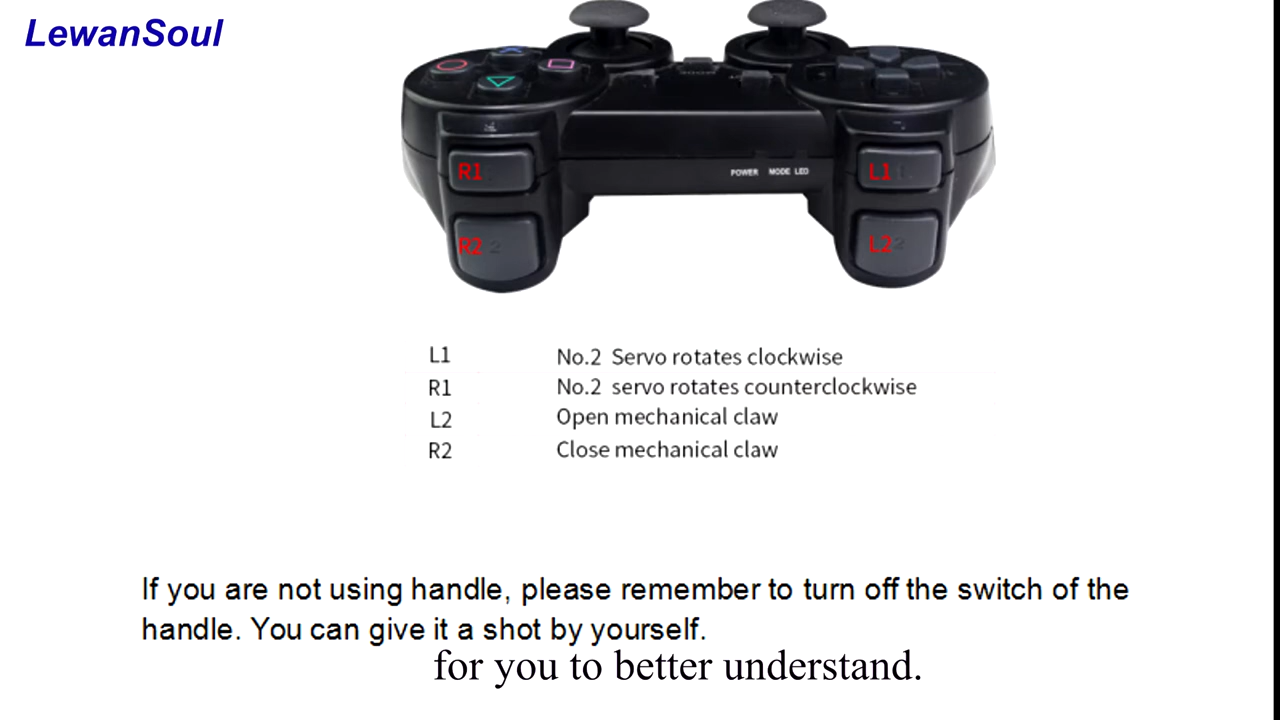 LewanSoul
R1
L1
POWER MODE LED
R2 2
L2 2
L1 No.2 Servo rotates clockwise
R1 No.2 servo rotates counterclockwise
L2 Open mechanical claw
R2 Close mechanical claw
If you are not using handle, please remember to turn off the switch of the
handle. You can give it a shot by yourself.
for you to better understand.